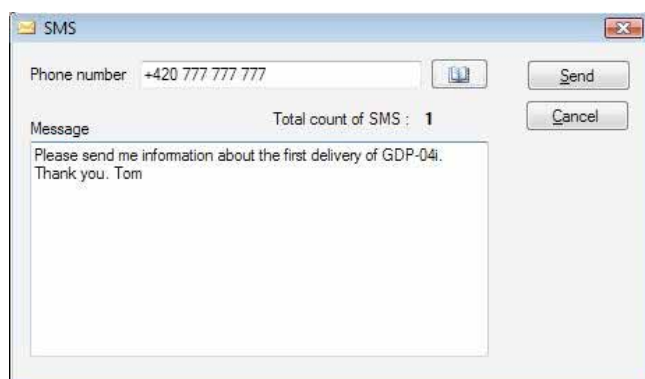 SMS
Phone number +420 777 777 777
Send
Total count of SMS : 1
Cancel
Message
Please send me information about the first delivery of GDP-04i.
Thank you. Tom